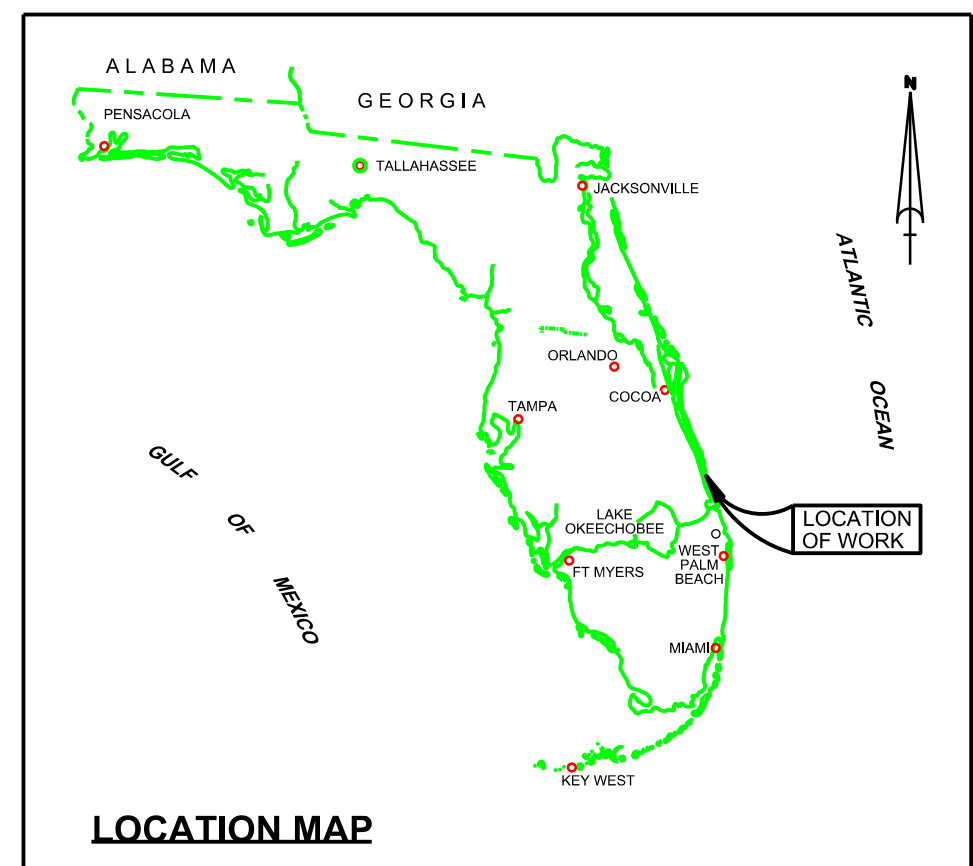 ALABAMA
GEORGIA
N
PENSACOLA
TALLAHASSEE
JACKSONVILLE
ATLANTIC
OCEAN
ORLANDO
COCOA
TAMPA
GULF
OF
MEXICO
LAKE
OKEECHOBEE
LOCATION
OF WORK
WEST
PALM
BEACH
FT MYERS
MIAMI
KEY WEST
LOCATION MAP